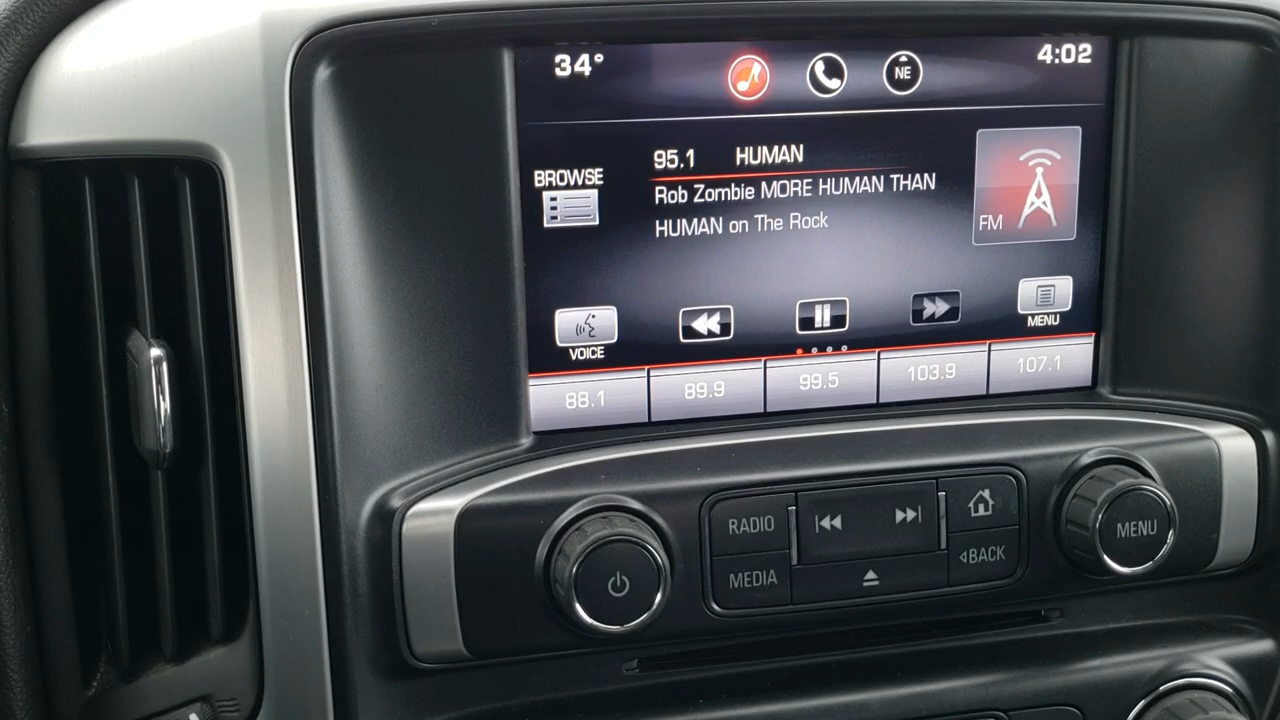 34°
NE
4:02
95.1 HUMAN
BROWSE
Rob Zombie MORE HUMAN THAN
HUMAN on The Rock
FM
VOICE
MENU
88.1
89.9
99.5
103.9
107.1
RADIO
MEDIA
BACK
MENU